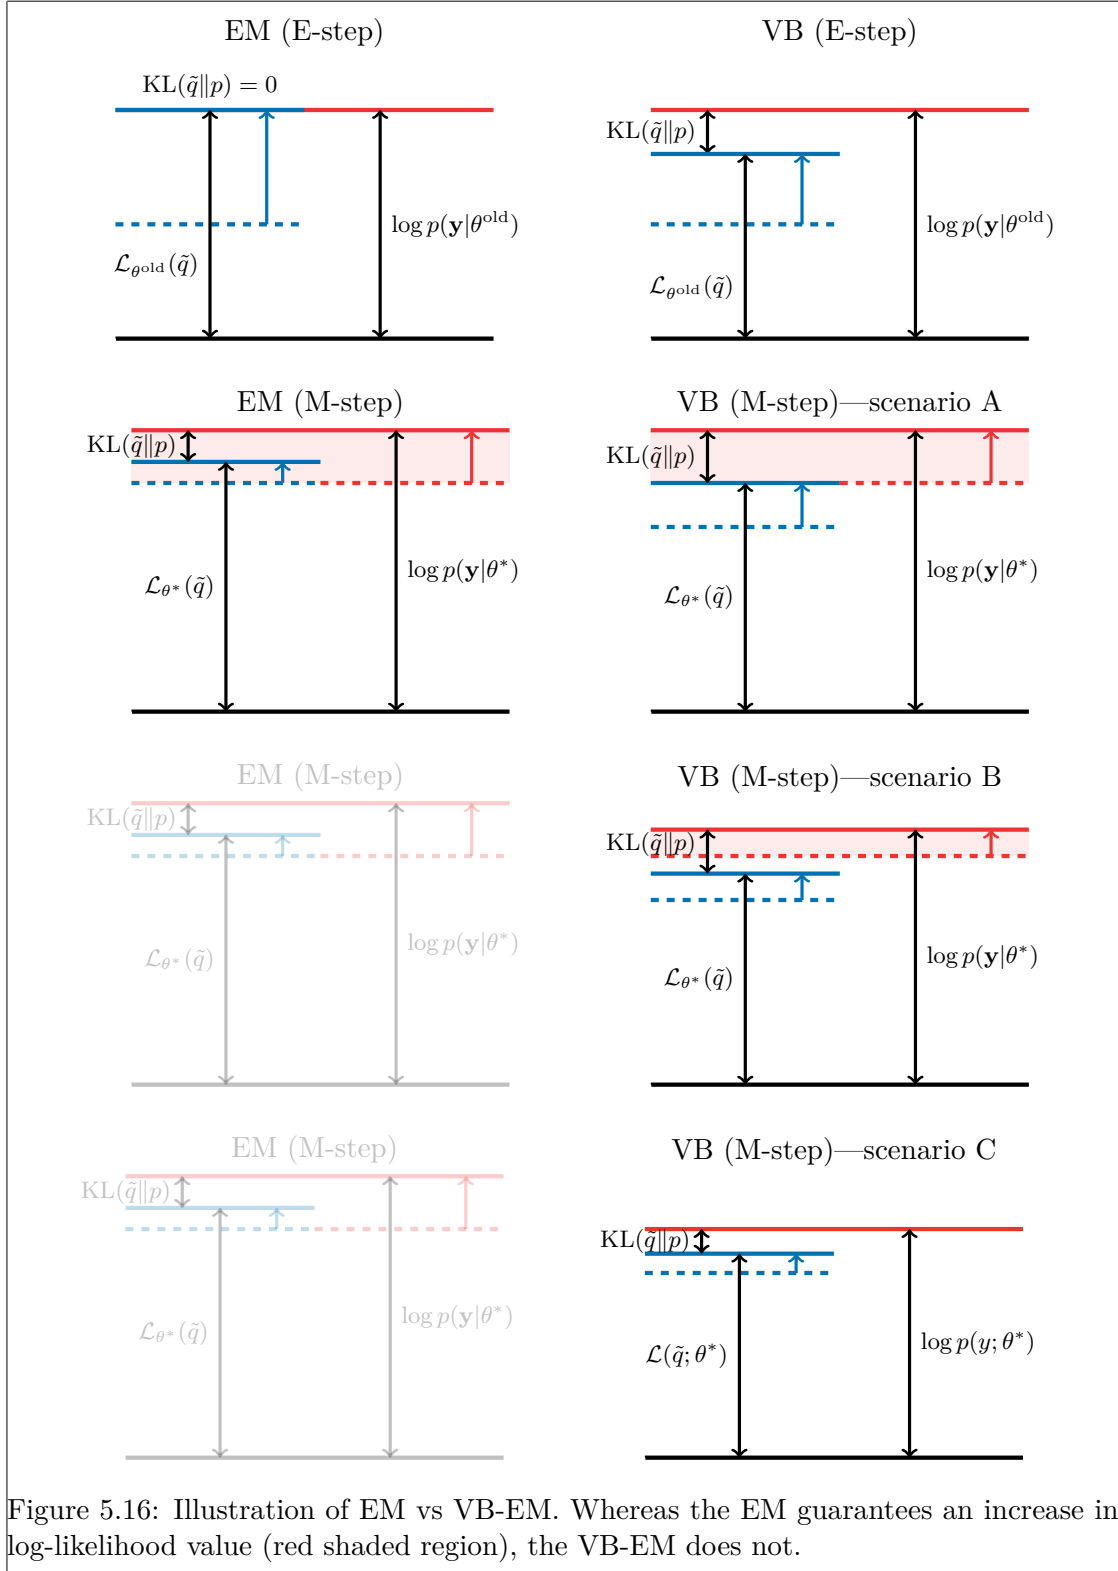 EM (E-step)
VB (E-step)
KL(q̃‖p) = 0
log p(y|θ^old)
ℒ_θ^old(q̃)
KL(q̃‖p)
log p(y|θ^old)
ℒ_θ^old(q̃)
EM (M-step)
VB (M-step)—scenario A
KL(q̃‖p)
log p(y|θ*)
ℒ_θ*(q̃)
KL(q̃‖p)
log p(y|θ*)
ℒ_θ*(q̃)
EM (M-step)
VB (M-step)—scenario B
KL(q̃‖p)
log p(y|θ*)
ℒ_θ*(q̃)
KL(q̃‖p)
log p(y|θ*)
ℒ_θ*(q̃)
EM (M-step)
VB (M-step)—scenario C
KL(q̃‖p)
log p(y|θ*)
ℒ_θ*(q̃)
KL(q̃‖p)
log p(y; θ*)
ℒ(q̃; θ*)
Figure 5.16: Illustration of EM vs VB-EM. Whereas the EM guarantees an increase in
log-likelihood value (red shaded region), the VB-EM does not.